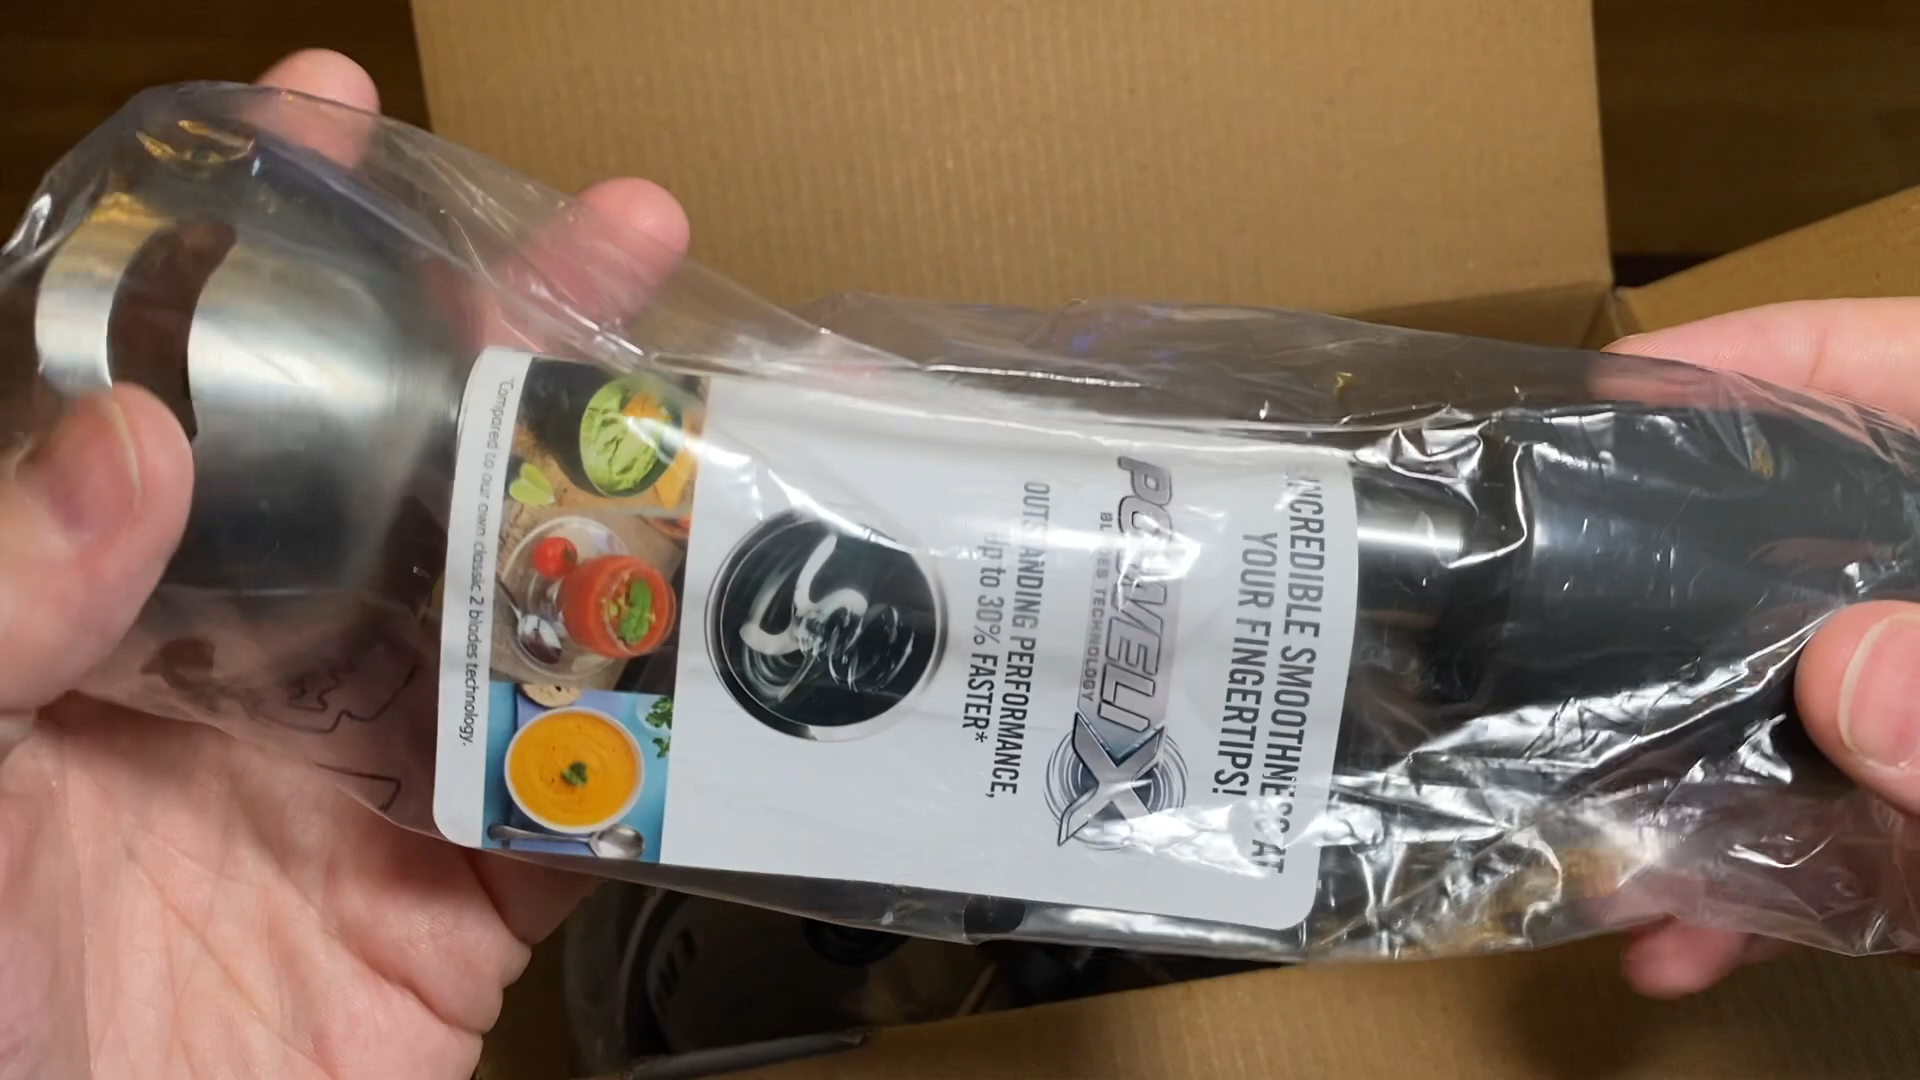 INCREDIBLE SMOOTHNESS AT
YOUR FINGERTIPS!
POWELIX
BLADES TECHNOLOGY
OUTSTANDING PERFORMANCE,
Up to 30% FASTER*
*Compared to our own classic 2 blades technology.